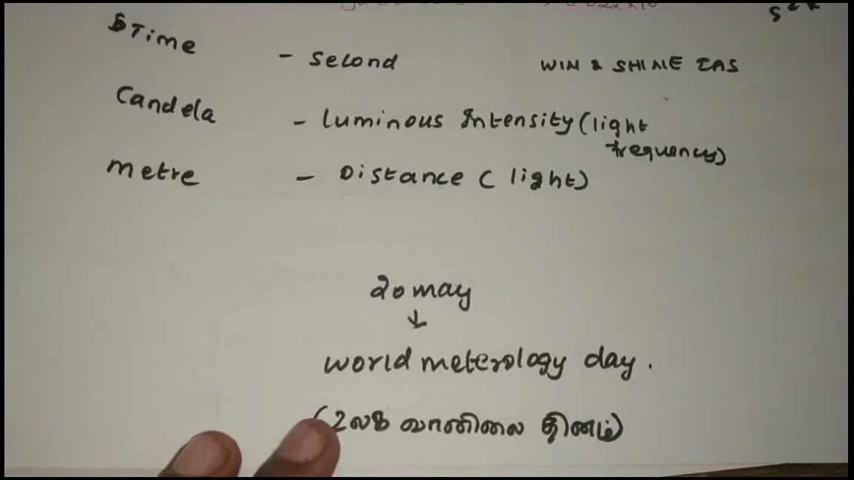 Time - Second
WIN & SHINE IAS
Candela - Luminous Intensity (light
frequency)
Metre - Distance (light)
20 may
↓
World meterology day.
(உலக வானிலை தினம்)